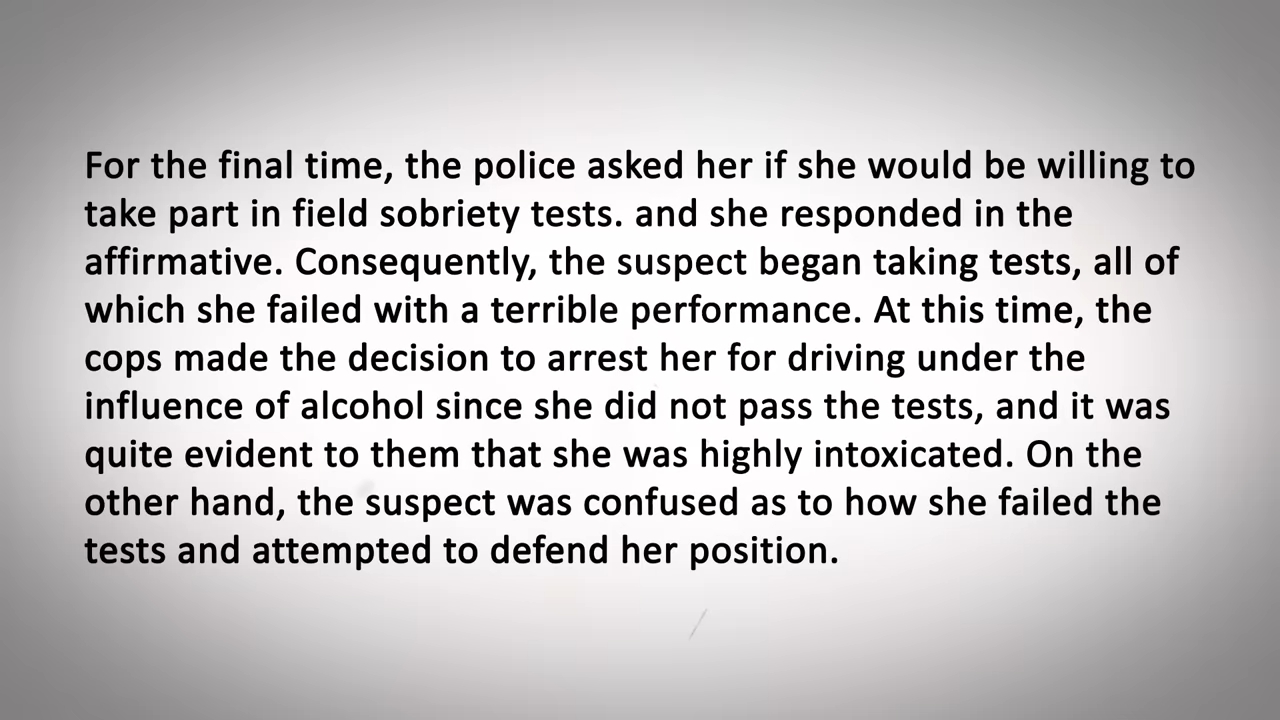 For the final time, the police asked her if she would be willing to
take part in field sobriety tests. and she responded in the
affirmative. Consequently, the suspect began taking tests, all of
which she failed with a terrible performance. At this time, the
cops made the decision to arrest her for driving under the
influence of alcohol since she did not pass the tests, and it was
quite evident to them that she was highly intoxicated. On the
other hand, the suspect was confused as to how she failed the
tests and attempted to defend her position.